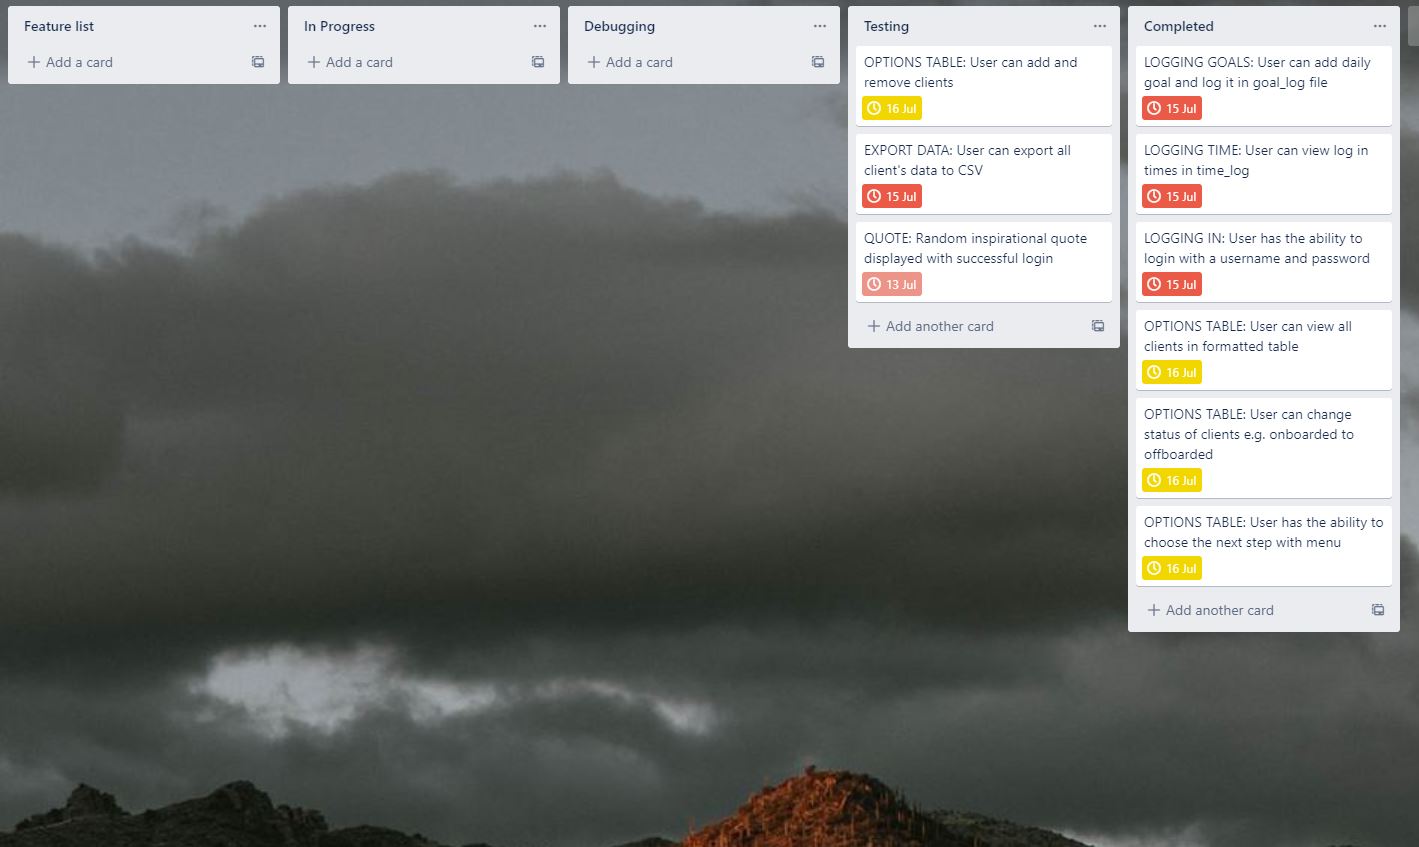 Feature list
Add a card
In Progress
Add a card
Debugging
Add a card
Testing
OPTIONS TABLE: User can add and
remove clients
16 Jul
EXPORT DATA: User can export all
client's data to CSV
15 Jul
QUOTE: Random inspirational quote
displayed with successful login
13 Jul
Add another card
Completed
LOGGING GOALS: User can add daily
goal and log it in goal_log file
15 Jul
LOGGING TIME: User can view log in
times in time_log
15 Jul
LOGGING IN: User has the ability to
login with a username and password
15 Jul
OPTIONS TABLE: User can view all
clients in formatted table
16 Jul
OPTIONS TABLE: User can change
status of clients e.g. onboarded to
offboarded
16 Jul
OPTIONS TABLE: User has the ability to
choose the next step with menu
16 Jul
Add another card